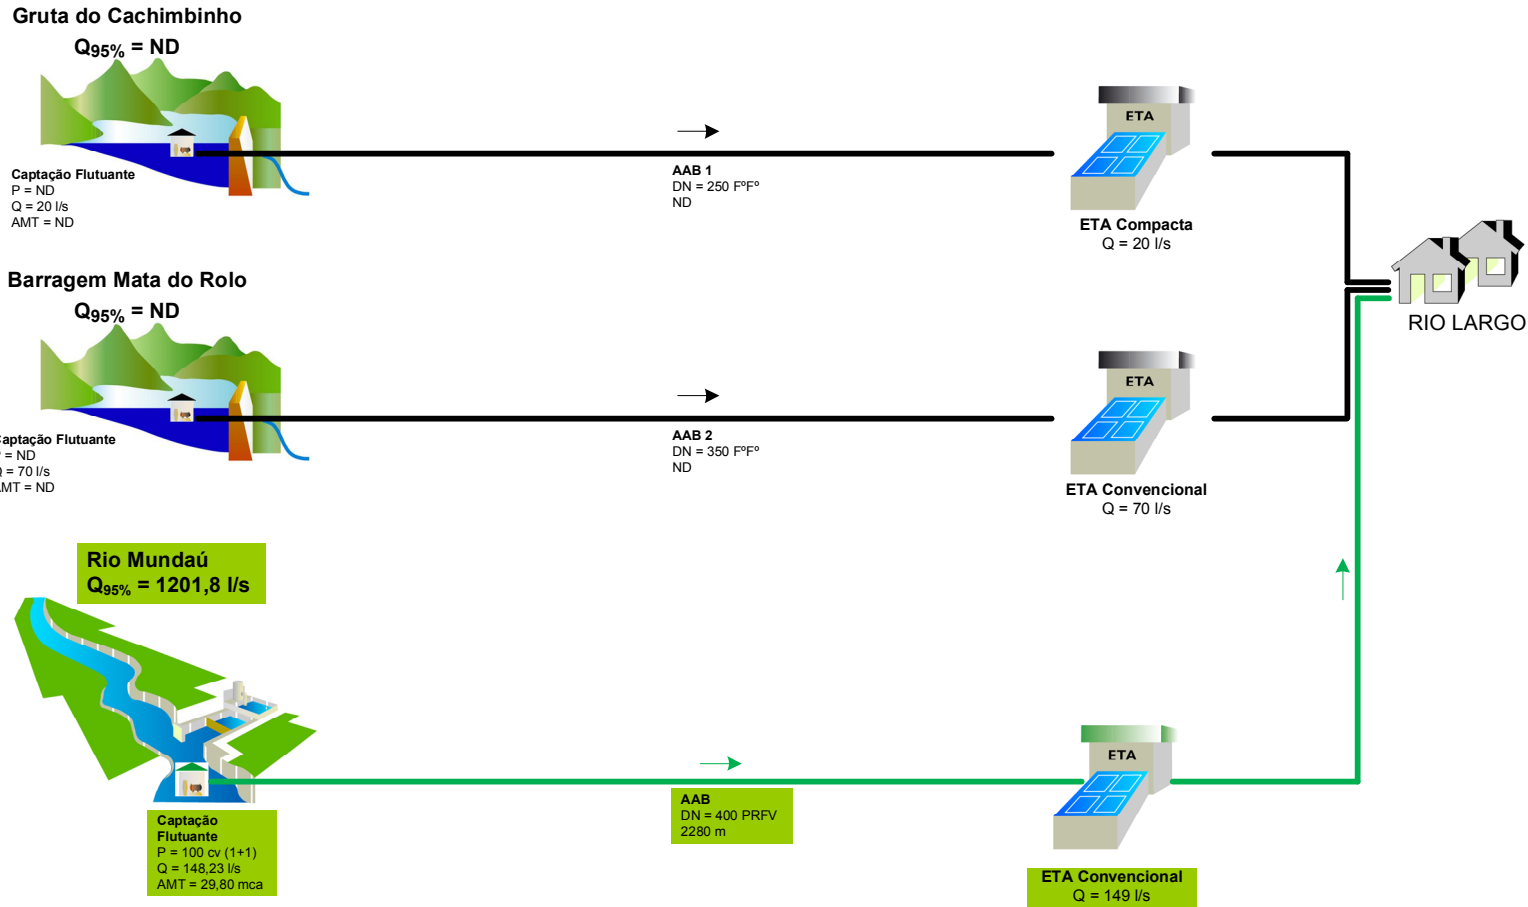 Gruta do Cachimbinho
Q95% = ND
Captação Flutuante
P = ND
Q = 20 l/s
AMT = ND
AAB 1
DN = 250 FºFº
ND
ETA
ETA Compacta
Q = 20 l/s
Barragem Mata do Rolo
Q95% = ND
Captação Flutuante
P = ND
Q = 70 l/s
AMT = ND
AAB 2
DN = 350 FºFº
ND
ETA
ETA Convencional
Q = 70 l/s
RIO LARGO
Rio Mundaú
Q95% = 1201,8 l/s
Captação
Flutuante
P = 100 cv (1+1)
Q = 148,23 l/s
AMT = 29,80 mca
AAB
DN = 400 PRFV
2280 m
ETA
ETA Convencional
Q = 149 l/s